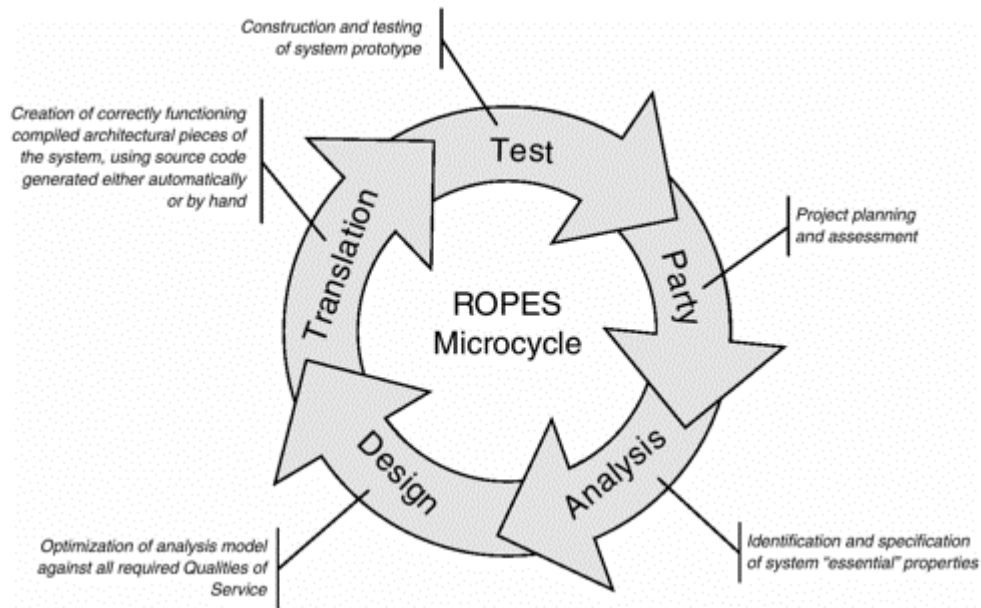 Construction and testing
of system prototype
Creation of correctly functioning
compiled architectural pieces of
the system, using source code
generated either automatically
or by hand
Test
Project planning
and assessment
Party
Translation
ROPES
Microcycle
Design
Analysis
Optimization of analysis model
against all required Qualities of
Service
Identification and specification
of system “essential” properties